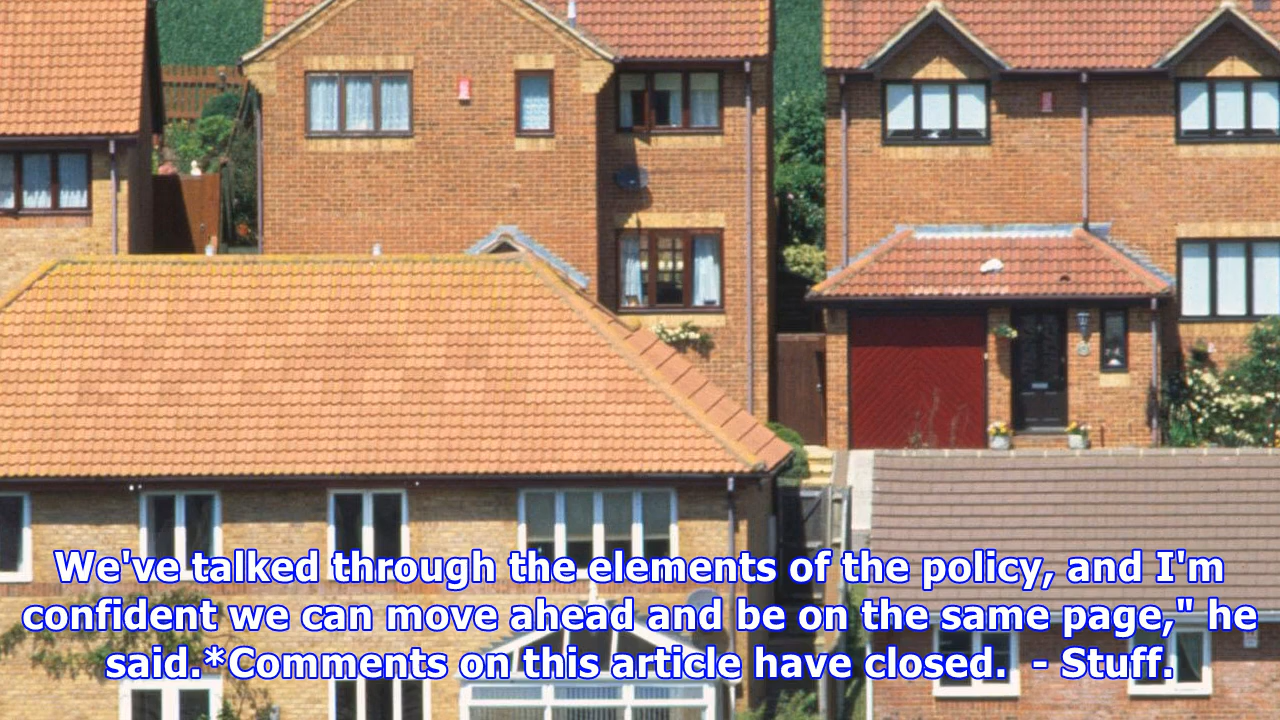 We've talked through the elements of the policy, and I'm
confident we can move ahead and be on the same page," he
said.*Comments on this article have closed.  - Stuff.